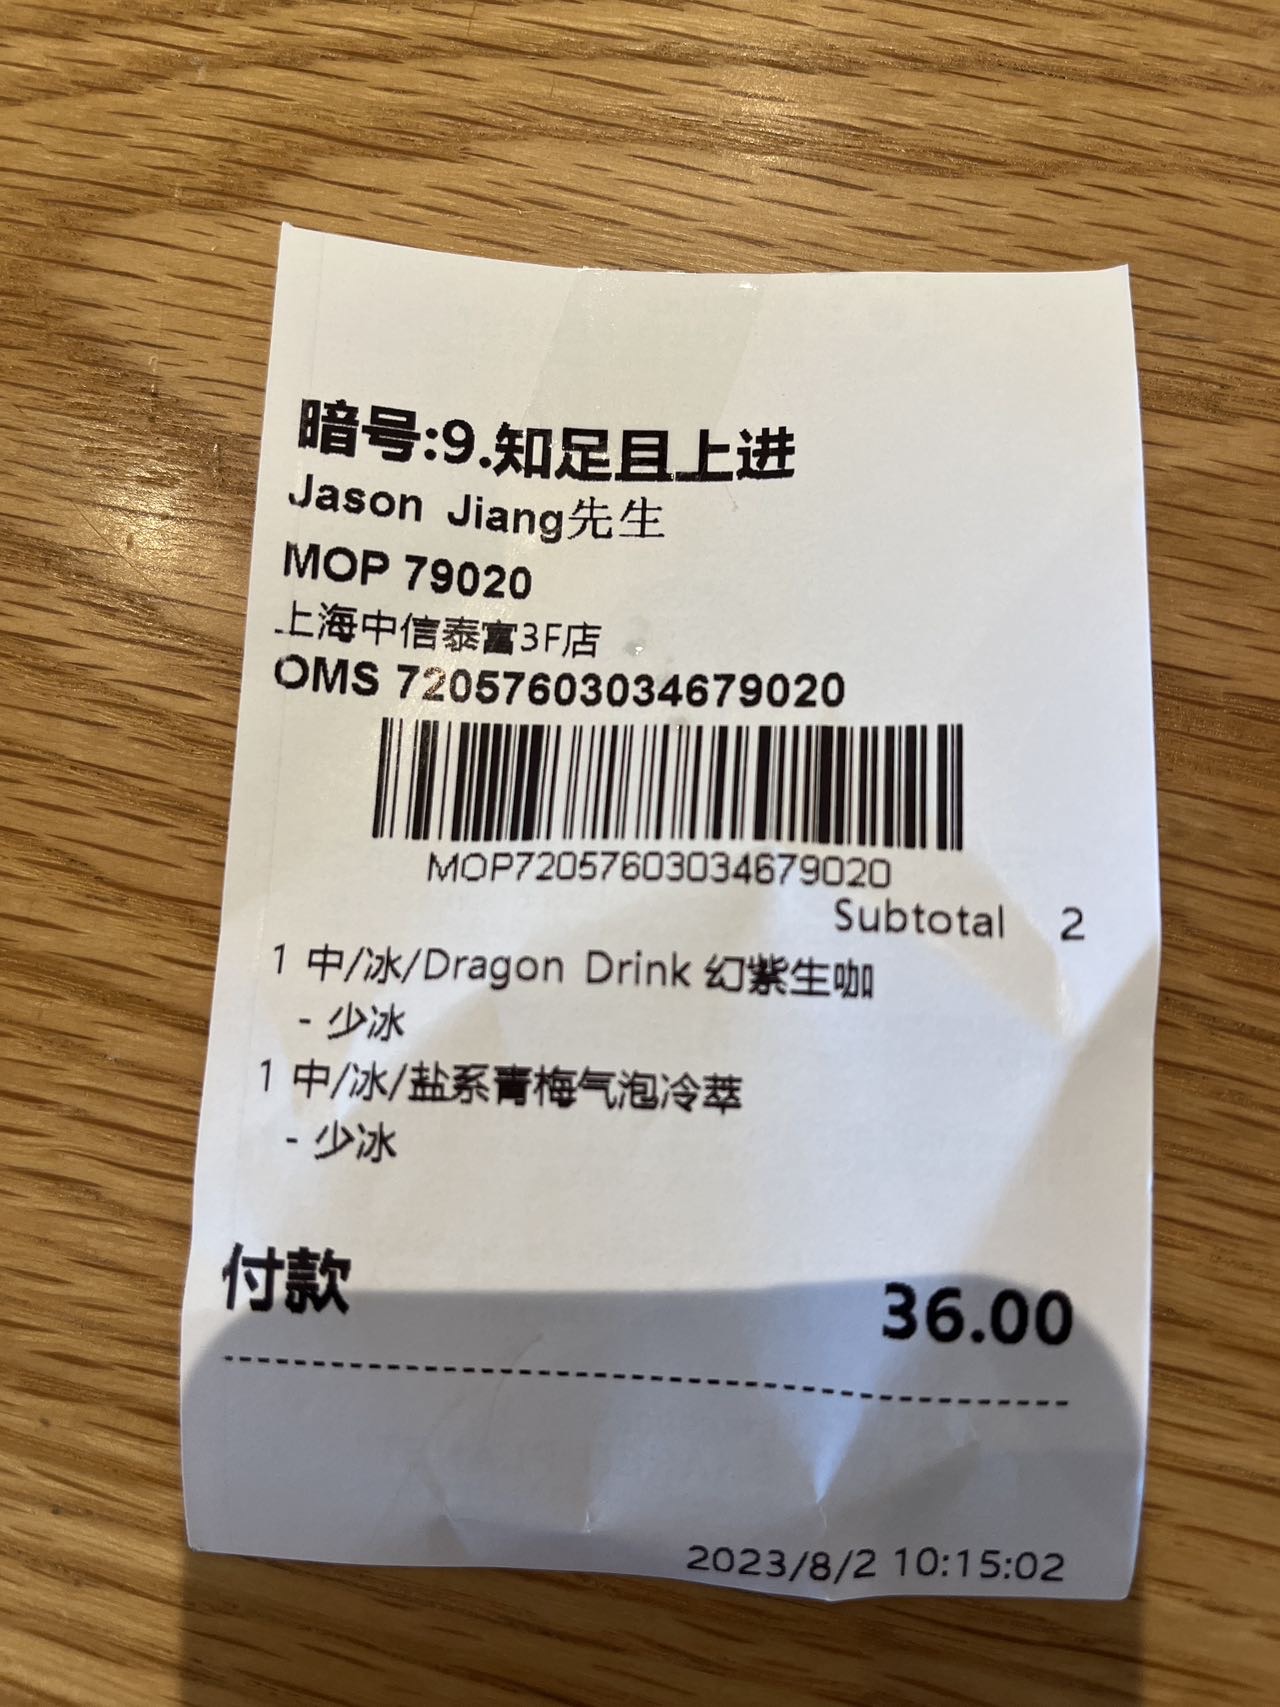 暗号:9.知足且上进
Jason Jiang先生
MOP 79020
上海中信泰富3F店
OMS 72057603034679020
MOP72057603034679020
Subtotal 2
1 中/冰/Dragon Drink 幻紫生咖
- 少冰
1 中/冰/盐系青梅气泡冷萃
- 少冰
付款 36.00
2023/8/2 10:15:02